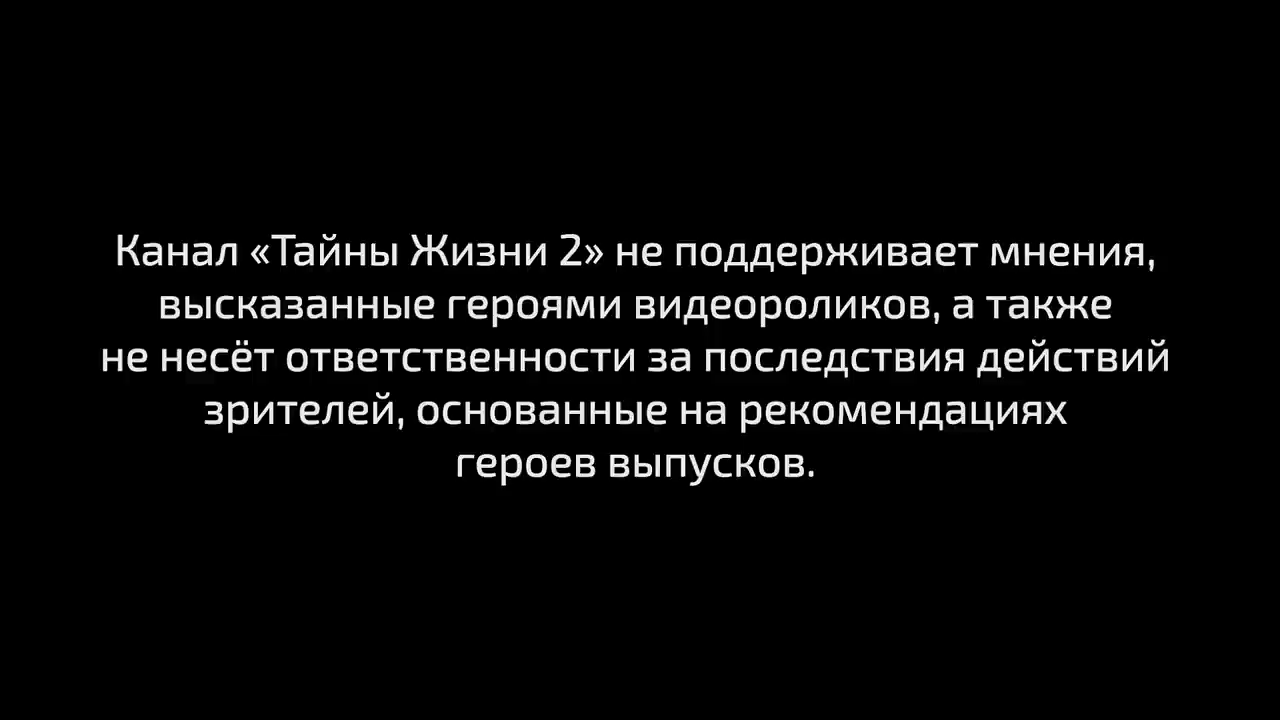 Канал «Тайны Жизни 2» не поддерживает мнения,
высказанные героями видеороликов, а также
не несёт ответственности за последствия действий
зрителей, основанные на рекомендациях
героев выпусков.